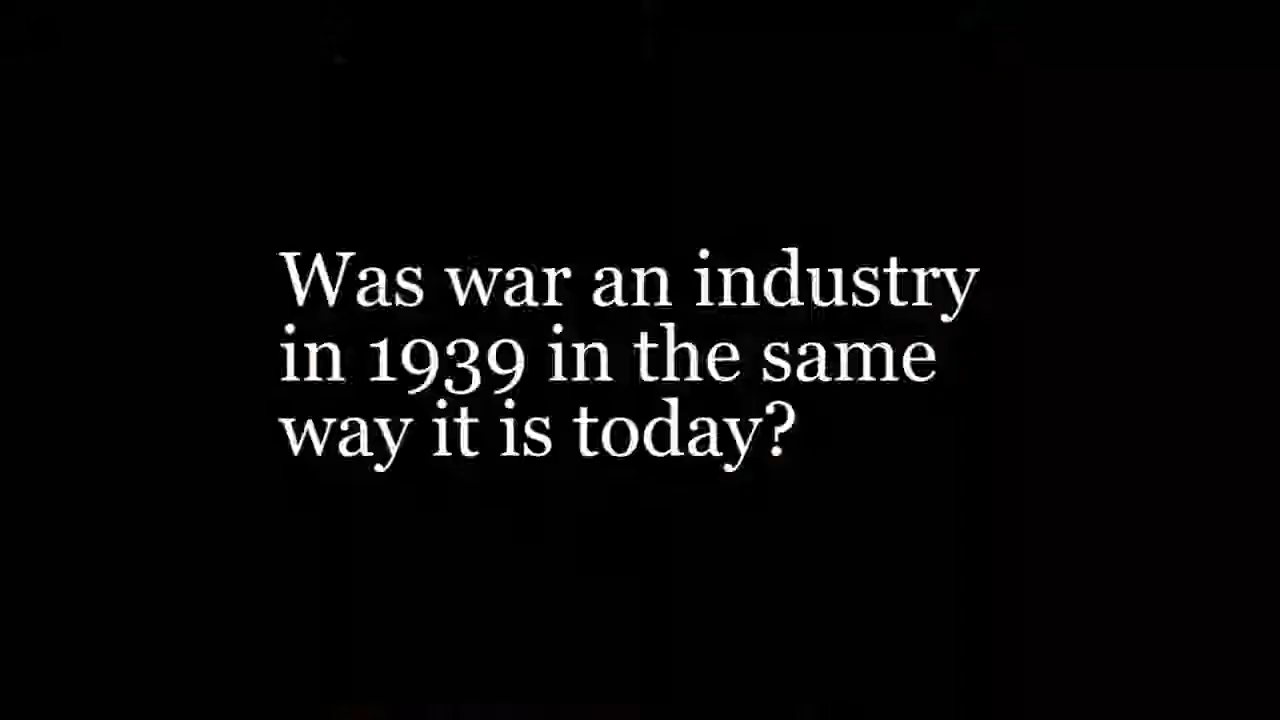 Was war an industry
in 1939 in the same
way it is today?